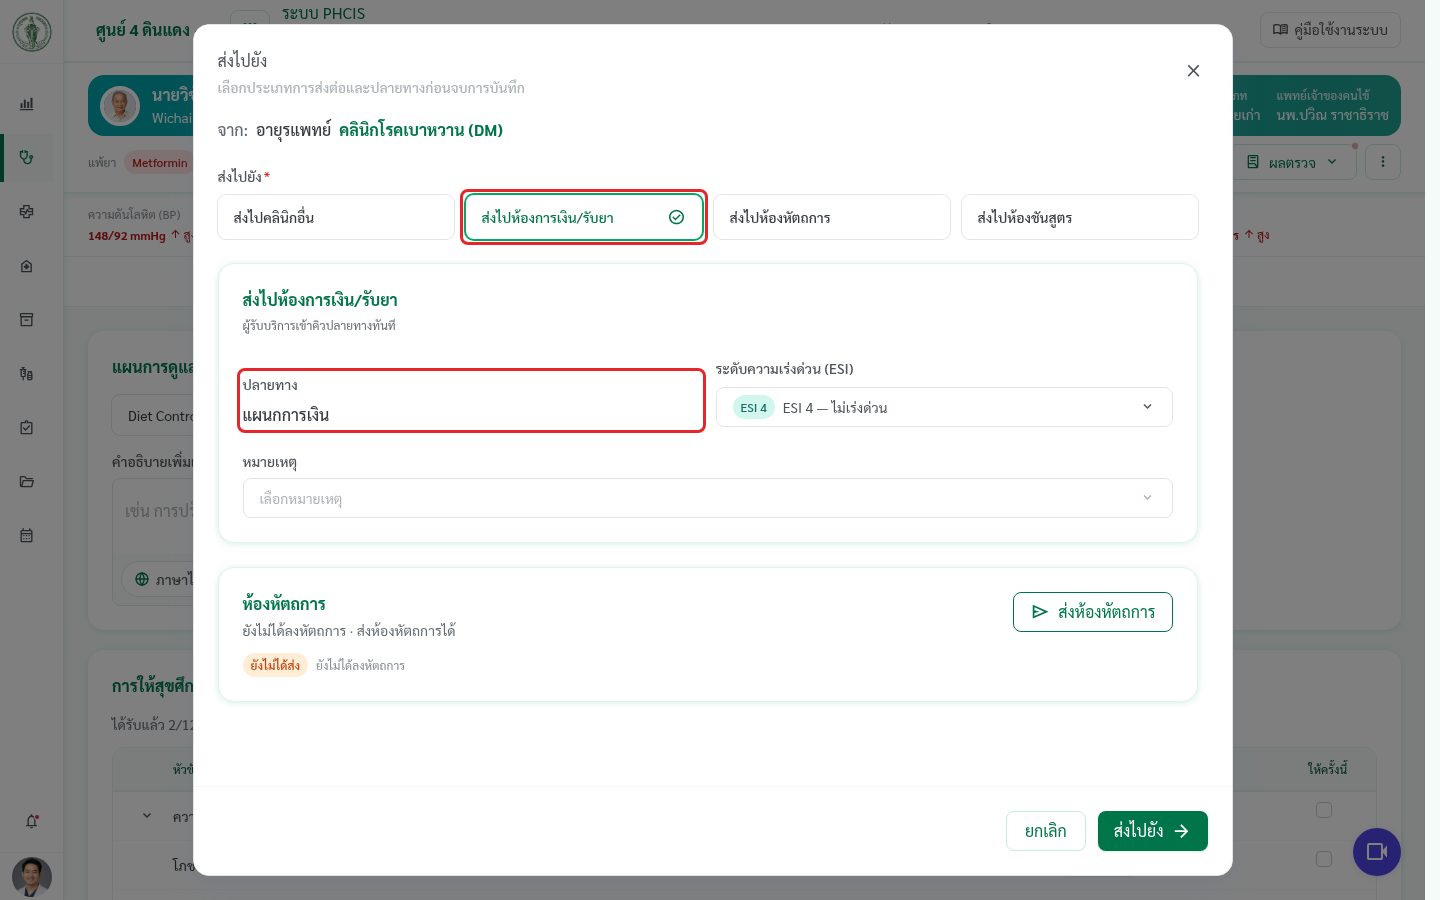 ระบบ PHCIS
ศูนย์ 4 ดินแดง
คู่มือใช้งานระบบ
แพทย์เจ้าของคนไข้
นพ.ปวิณ ราชาธิราช
แพ้ยา
Metformin
ผลตรวจ
ความดันโลหิต (BP)
148/92 mmHg ↑
↑ สูง
Diet
ได้รับแล้ว
ให้ครั้งนี้
ส่งไปยัง
เลือกประเภทการส่งต่อและปลายทางก่อนจบการบันทึก
จาก: อายุรแพทย์ คลินิกโรคเบาหวาน (DM)
ส่งไปยัง*
ส่งไปคลินิกอื่น
ส่งไปห้องการเงิน/รับยา
ส่งไปห้องหัตถการ
ส่งไปห้องชันสูตร
ส่งไปห้องการเงิน/รับยา
ผู้รับบริการเข้าคิวปลายทางทันที
ปลายทาง
แผนกการเงิน
ระดับความเร่งด่วน (ESI)
ESI 4 ESI 4 — ไม่เร่งด่วน
หมายเหตุ
เลือกหมายเหตุ
ห้องหัตถการ
ยังไม่ได้ลงหัตถการ · ส่งห้องหัตถการได้
ยังไม่ได้ส่ง ยังไม่ได้ลงหัตถการ
ส่งห้องหัตถการ
ยกเลิก
ส่งไปยัง